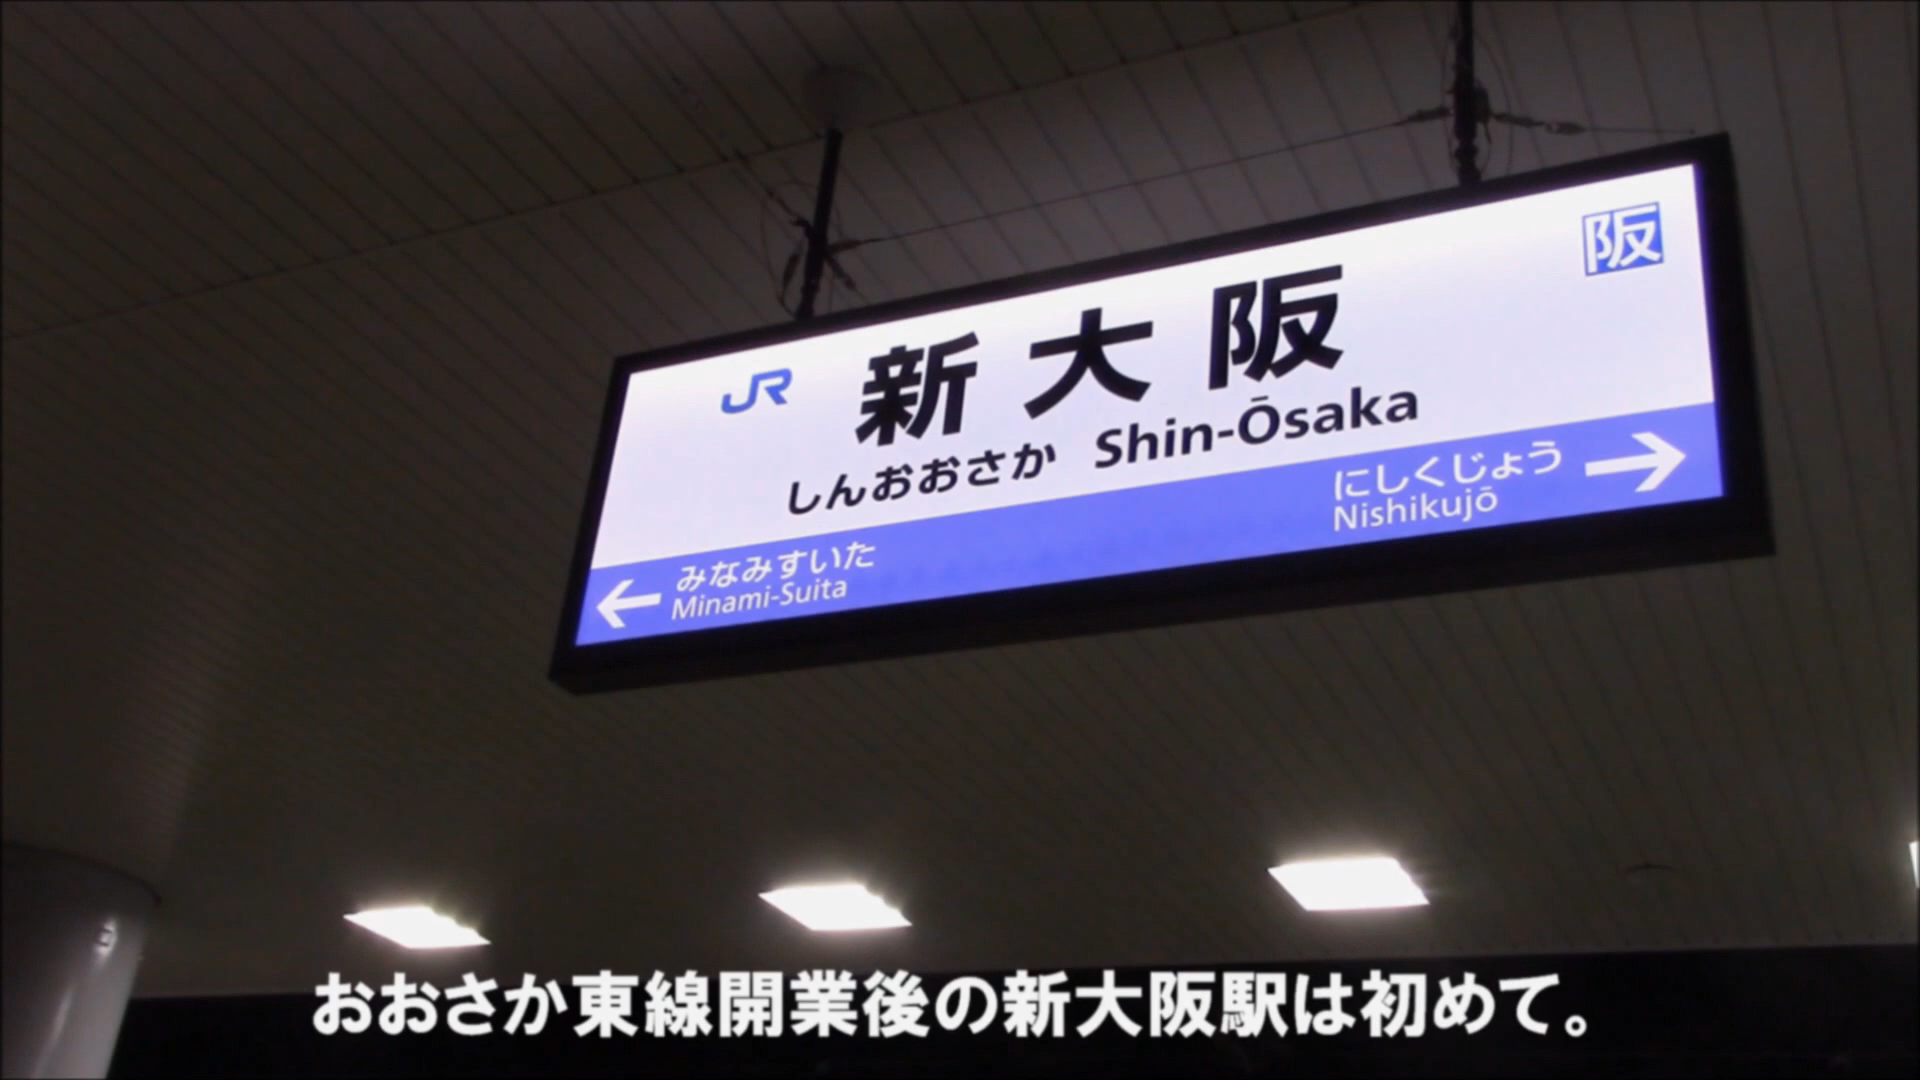 阪
JR 新大阪
しんおおさか Shin-Ōsaka
にしくじょう
Nishikujō
みなみすいた
Minami-Suita
おおさか東線開業後の新大阪駅は初めて。